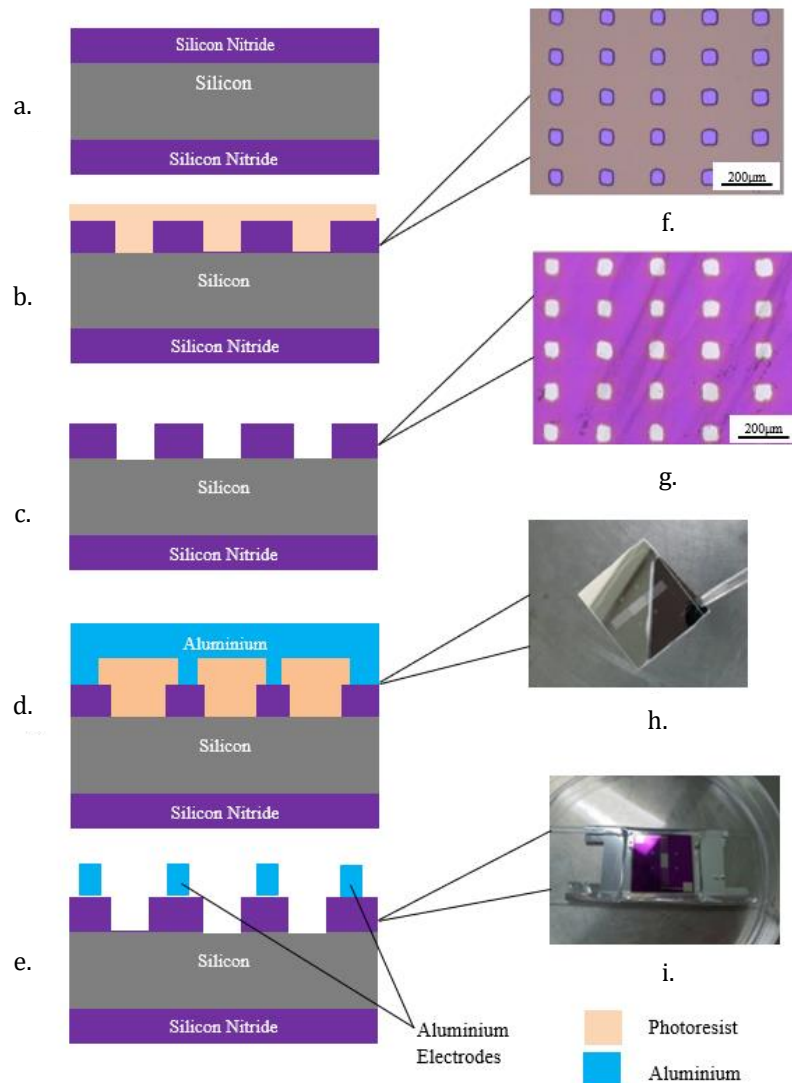 a.
Silicon Nitride
Silicon
Silicon Nitride
b.
Silicon
Silicon Nitride
200μm
f.
c.
Silicon
Silicon Nitride
200μm
g.
d.
Aluminium
Silicon
Silicon Nitride
h.
e.
Silicon
Silicon Nitride
i.
Aluminium
Electrodes
Photoresist
Aluminium